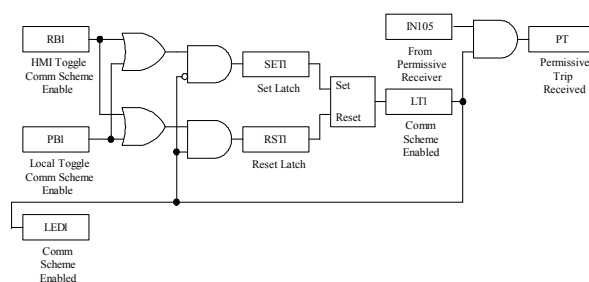 RB1
HMI Toggle
Comm Scheme
Enable
PB1
Local Toggle
Comm Scheme
Enable
SET1
Set Latch
RST1
Reset Latch
Set
Reset
LT1
Comm
Scheme
Enabled
IN105
From
Permissive
Receiver
PT
Permissive
Trip
Received
LED1
Comm
Scheme
Enabled